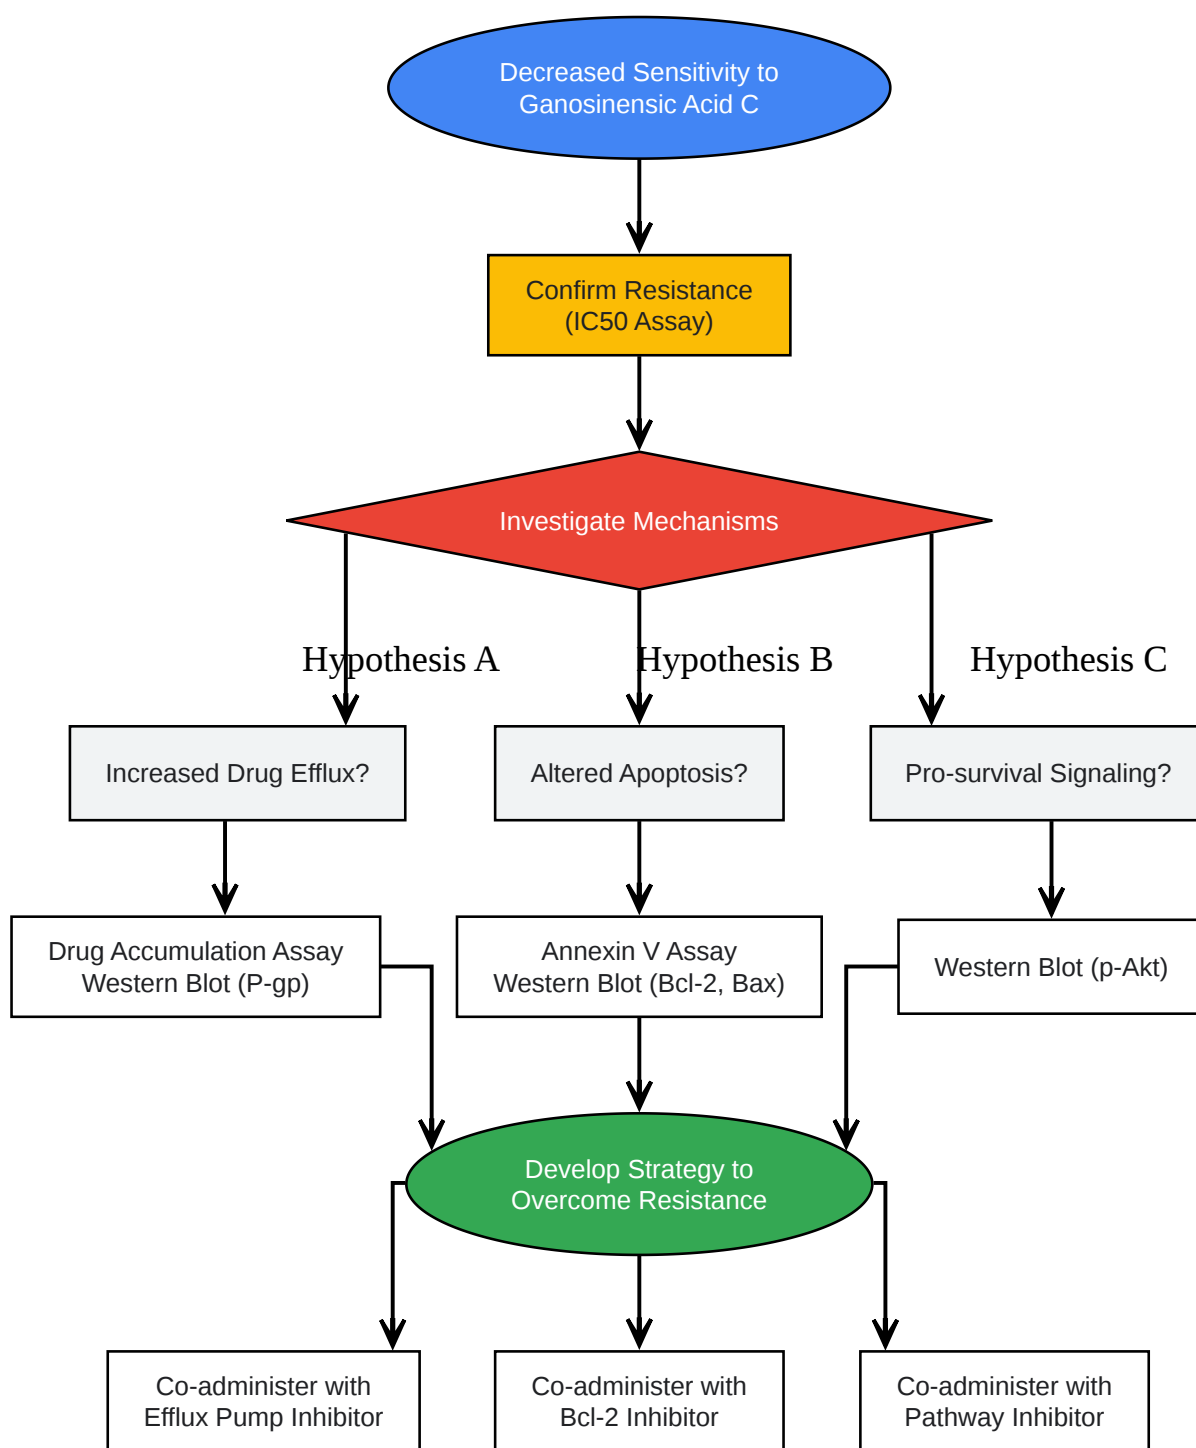 Decreased Sensitivity to
Ganosinensic Acid C
Confirm Resistance
(IC50 Assay)
Investigate Mechanisms
Hypothesis A
Hypothesis B
Hypothesis C
Increased Drug Efflux?
Altered Apoptosis?
Pro-survival Signaling?
Drug Accumulation Assay
Western Blot (P-gp)
Annexin V Assay
Western Blot (Bcl-2, Bax)
Western Blot (p-Akt)
Develop Strategy to
Overcome Resistance
Co-administer with
Efflux Pump Inhibitor
Co-administer with
Bcl-2 Inhibitor
Co-administer with
Pathway Inhibitor